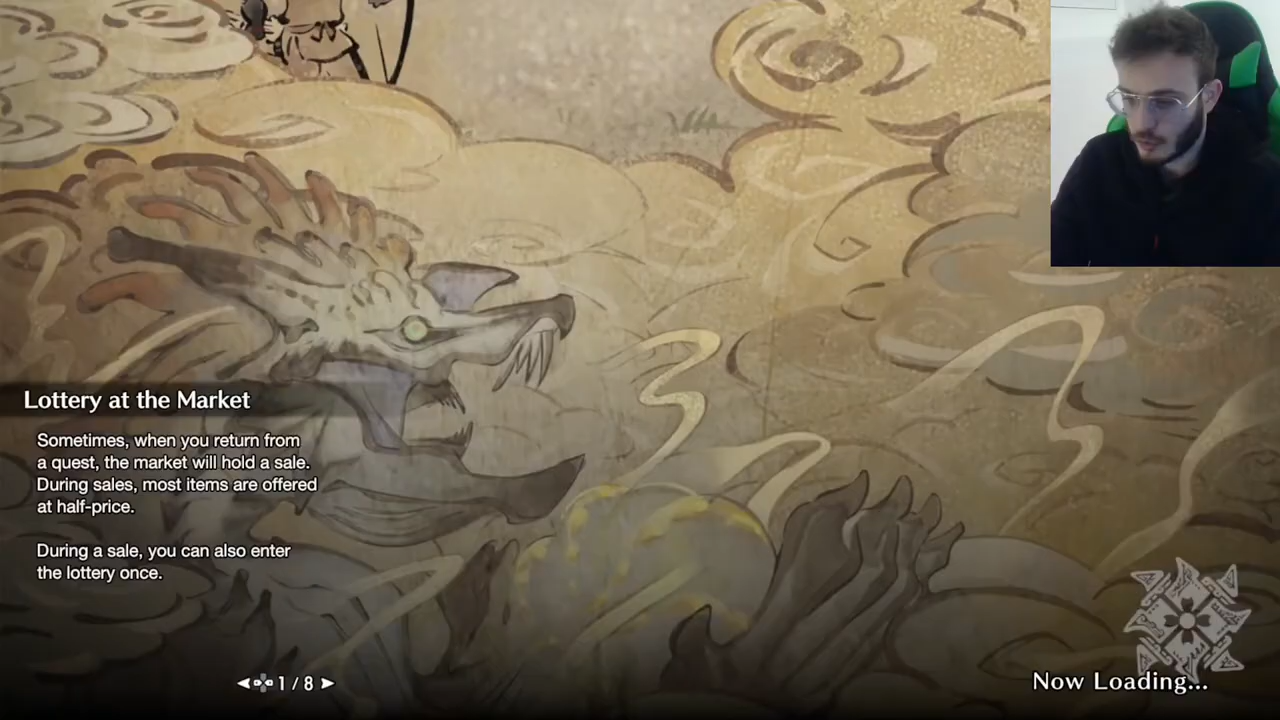 Lottery at the Market
Sometimes, when you return from
a quest, the market will hold a sale.
During sales, most items are offered
at half-price.
During a sale, you can also enter
the lottery once.
1 / 8
Now Loading...